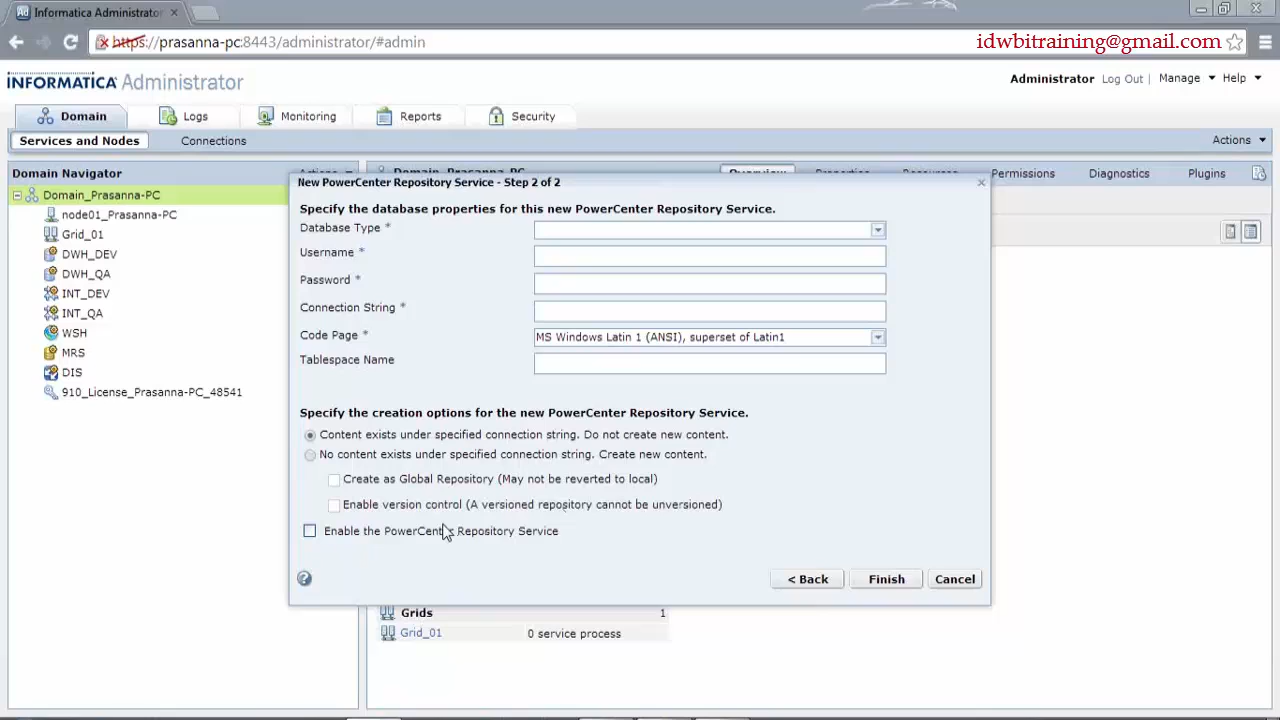 Informatica Administrator
https://prasanna-pc:8443/administrator/#admin
idwbitraining@gmail.com
INFORMATICA Administrator
Administrator Log Out Manage Help
Domain Logs Monitoring Reports Security
Services and Nodes Connections Actions
Domain Navigator
Permissions Diagnostics Plugins
Domain_Prasanna-PC
node01_Prasanna-PC
Grid_01
DWH_DEV
DWH_QA
INT_DEV
INT_QA
WSH
MRS
DIS
910_License_Prasanna-PC_48541
New PowerCenter Repository Service - Step 2 of 2
Specify the database properties for this new PowerCenter Repository Service.
Database Type *
Username *
Password *
Connection String *
Code Page * MS Windows Latin 1 (ANSI), superset of Latin1
Tablespace Name
Specify the creation options for the new PowerCenter Repository Service.
Content exists under specified connection string. Do not create new content.
No content exists under specified connection string. Create new content.
Create as Global Repository (May not be reverted to local)
Enable version control (A versioned repository cannot be unversioned)
Enable the PowerCenter Repository Service
< Back Finish Cancel
Grids 1
Grid_01 0 service process